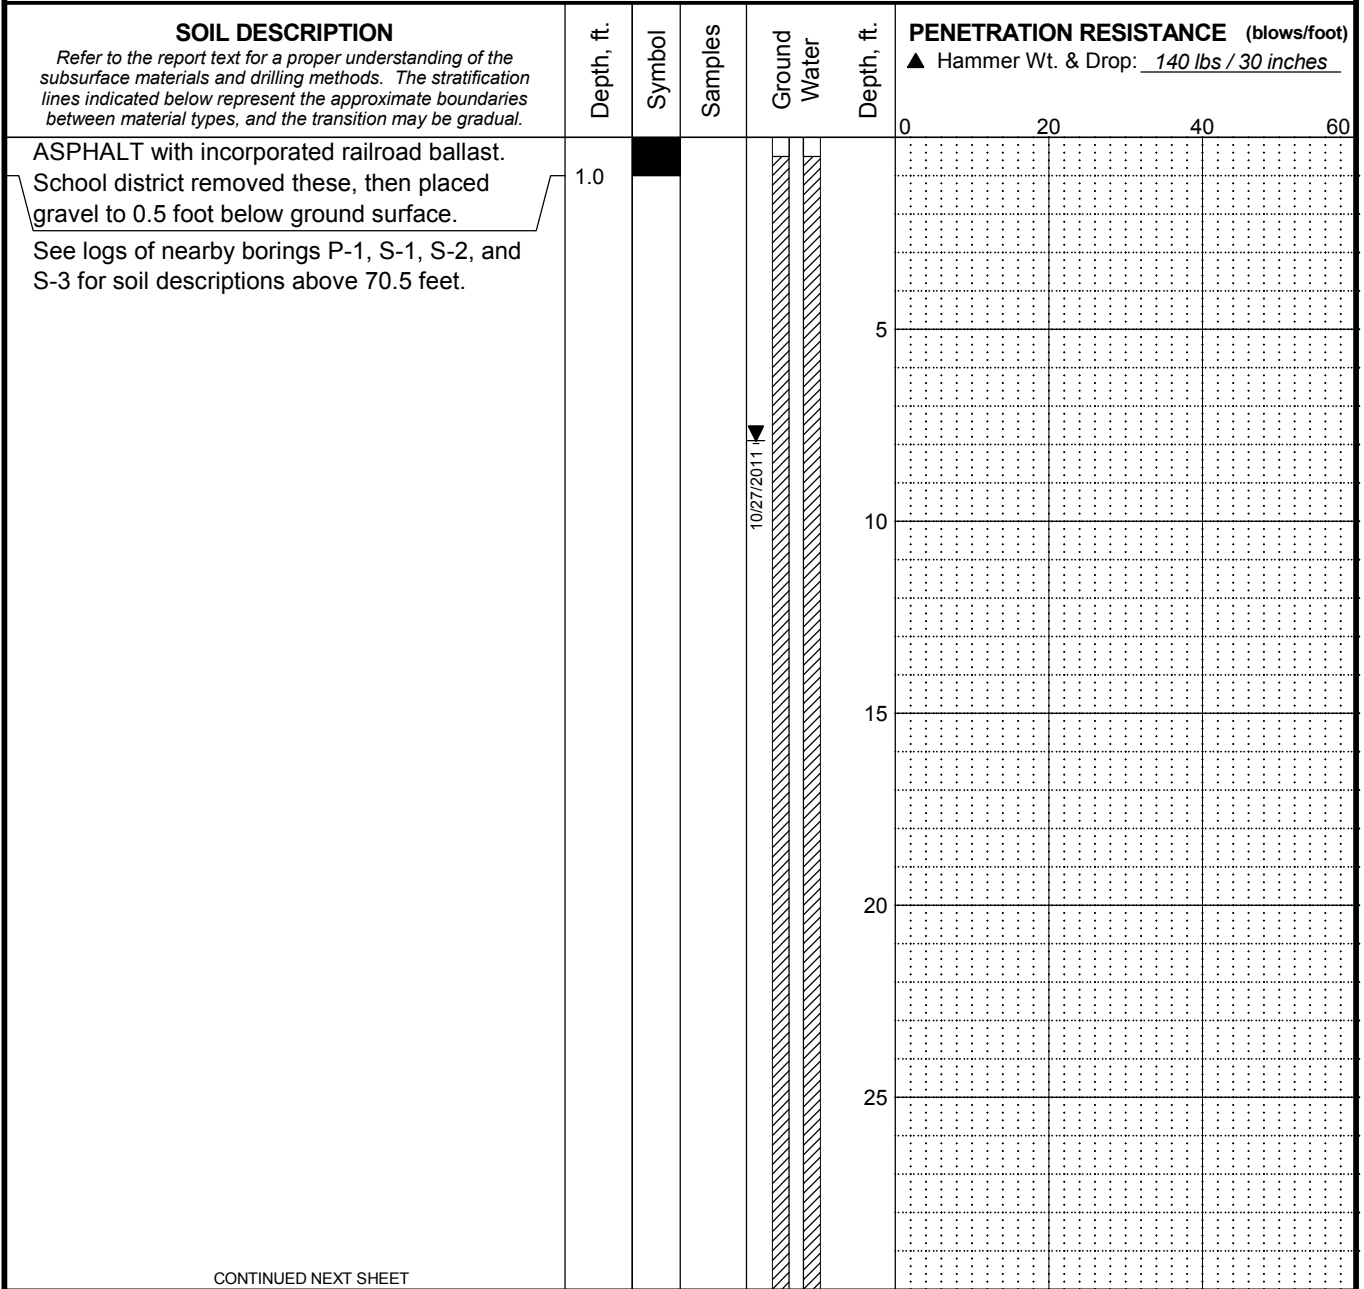 SOIL DESCRIPTION
Refer to the report text for a proper understanding of the
subsurface materials and drilling methods. The stratification
lines indicated below represent the approximate boundaries
between material types, and the transition may be gradual.
Depth, ft.
Symbol
Samples
Ground
Water
Depth, ft.
PENETRATION RESISTANCE (blows/foot)
▲ Hammer Wt. & Drop: 140 lbs / 30 inches
0 20 40 60
ASPHALT with incorporated railroad ballast.
School district removed these, then placed
gravel to 0.5 foot below ground surface.
1.0
See logs of nearby borings P-1, S-1, S-2, and
S-3 for soil descriptions above 70.5 feet.
5
10/27/2011
10
15
20
25
CONTINUED NEXT SHEET